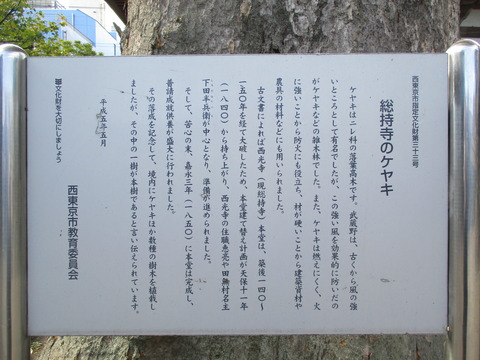 西東京市指定文化財第三十三号
総持寺のケヤキ
ケヤキはニレ科の落葉高木です。武蔵野は、古くから風の強
いところとして有名でしたが、この強い風を効果的に防いだの
がケヤキなどの雑木林でした。また、ケヤキは燃えにくく、火
に強いことから防火にも役立ち、材が硬いことから建築資材や
農具の材料などにも用いられました。
古文書によれば西光寺（現総持寺）本堂は、築後一四〇〜
一五〇年を経て大破したため、本堂建て替え計画が天保十一年
（一八四〇）から持ち上がり、西光寺の住職憲亮や田無村名主
下田半兵衛が中心となり、準備が進められました。
そして、苦心の末、嘉永三年（一八五〇）に本堂は完成し、
普請成就供養が盛大に行われました。
その落成を記念して、境内にケヤキほか数種の樹木を植栽し
ましたが、その中の一樹が本樹であると言い伝えられています。
平成五年五月
西東京市教育委員会
文化財を大切にしましょう